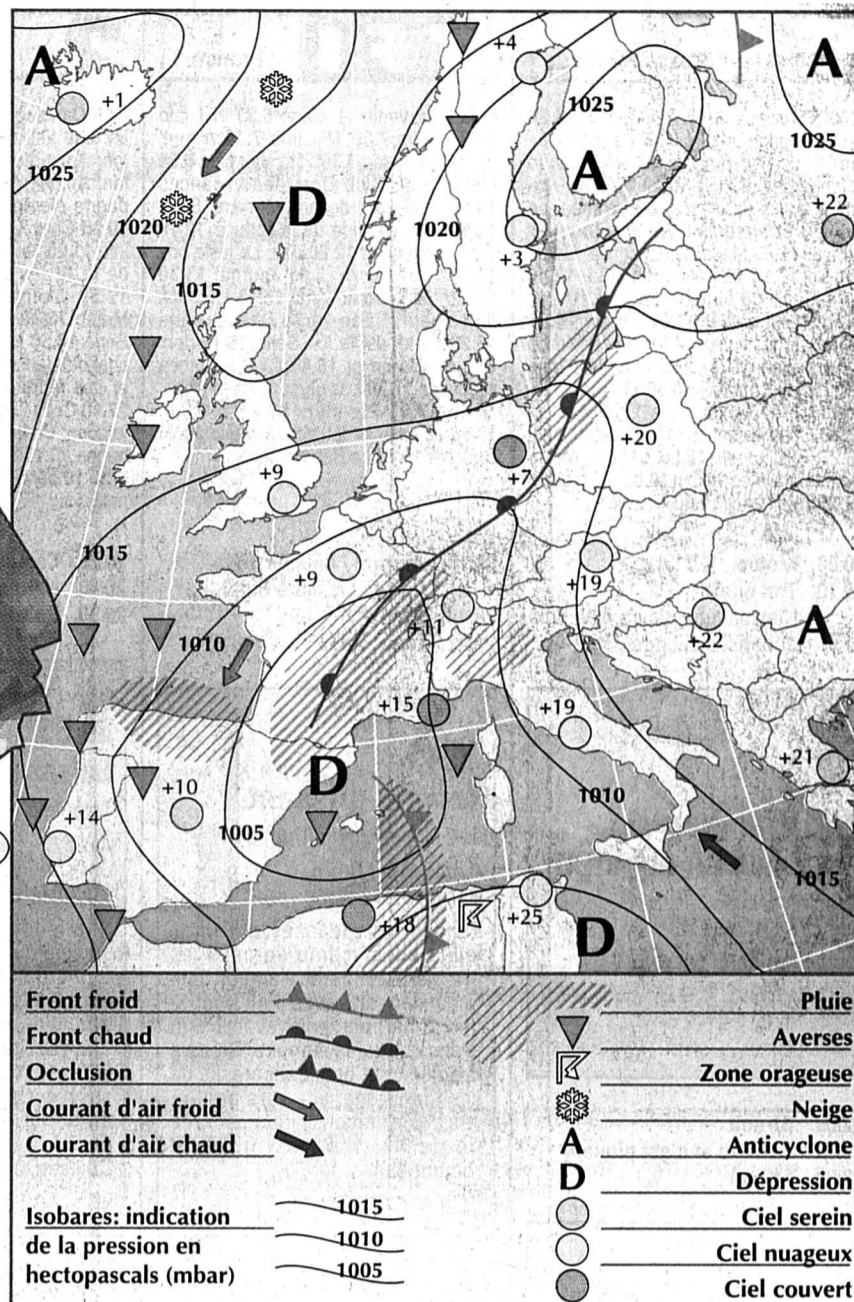 A
+1
1025
1020
D
1015
+4
1025
A
1020
+3
A
1025
+22
+20
+9
+7
1015
+9
+19
+11
1010
+22
A
+15
+19
+21
D
+10
1005
+14
1010
1015
+18
+25
D
Front froid
Front chaud
Occlusion
Courant d'air froid
Courant d'air chaud
Isobares: indication
de la pression en
hectopascals (mbar)
1015
1010
1005
Pluie
Averses
Zone orageuse
Neige
A Anticyclone
D Dépression
Ciel serein
Ciel nuageux
Ciel couvert